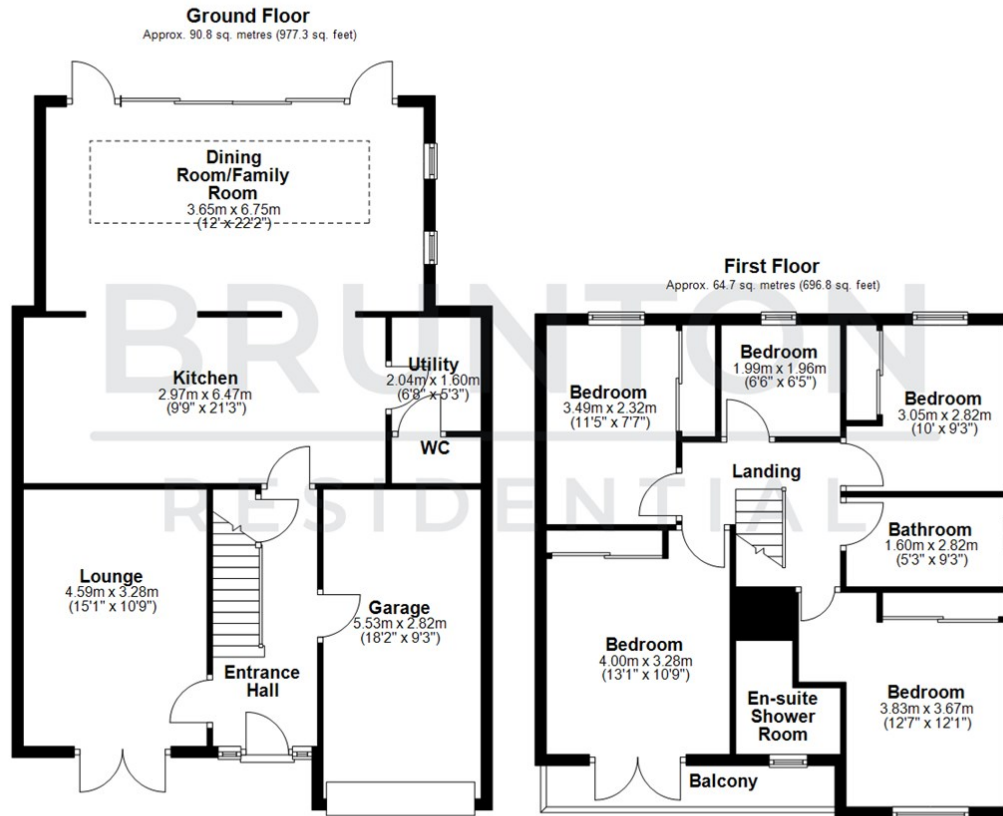 Ground Floor
Approx. 90.8 sq. metres (977.3 sq. feet)
Dining
Room/Family
Room
3.65m x 6.75m
(12' x 22'2")
Kitchen
2.97m x 6.47m
(9'9" x 21'3")
Utility
2.04m x 1.60m
(6'8" x 5'3")
WC
Lounge
4.59m x 3.28m
(15'1" x 10'9")
Entrance
Hall
Garage
5.53m x 2.82m
(18'2" x 9'3")
First Floor
Approx. 64.7 sq. metres (696.8 sq. feet)
Bedroom
3.49m x 2.32m
(11'5" x 7'7")
Bedroom
1.99m x 1.96m
(6'6" x 6'5")
Bedroom
3.05m x 2.82m
(10' x 9'3")
Landing
Bathroom
1.60m x 2.82m
(5'3" x 9'3")
Bedroom
4.00m x 3.28m
(13'1" x 10'9")
En-suite
Shower
Room
Bedroom
3.83m x 3.67m
(12'7" x 12'1")
Balcony
BRUNTON
RESIDENTIAL